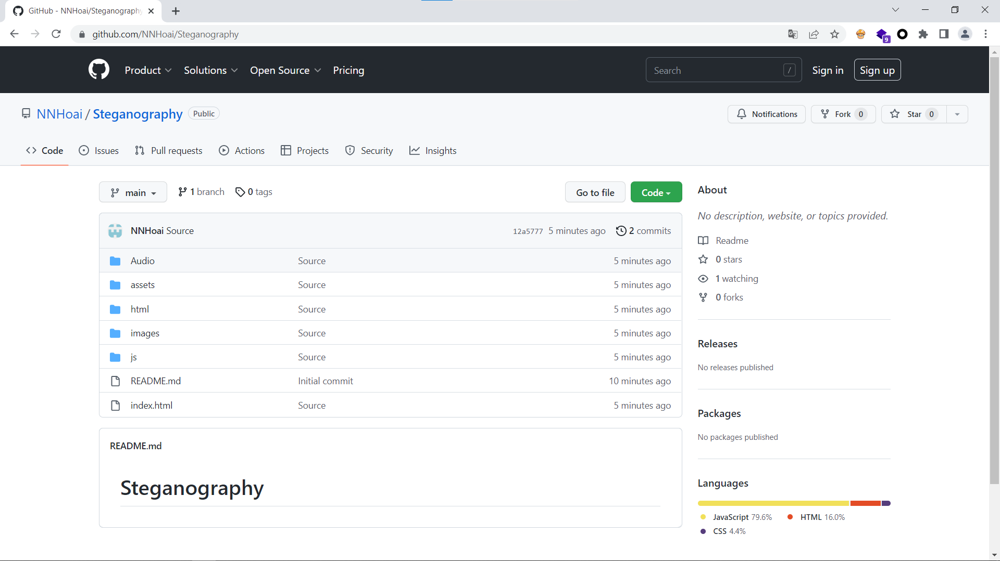 GitHub - NNHoai/Steganography
github.com/NNHoai/Steganography
9
Product Solutions Open Source Pricing Search / Sign in Sign up
NNHoai / Steganography Public Notifications Fork 0 Star 0
Code Issues Pull requests Actions Projects Security Insights
main 1 branch 0 tags Go to file Code
NNHoai Source 12a5777 5 minutes ago 2 commits
Audio Source 5 minutes ago
assets Source 5 minutes ago
html Source 5 minutes ago
images Source 5 minutes ago
js Source 5 minutes ago
README.md Initial commit 10 minutes ago
index.html Source 5 minutes ago
README.md
Steganography
About
No description, website, or topics provided.
Readme
0 stars
1 watching
0 forks
Releases
No releases published
Packages
No packages published
Languages
JavaScript 79.6% HTML 16.0%
CSS 4.4%